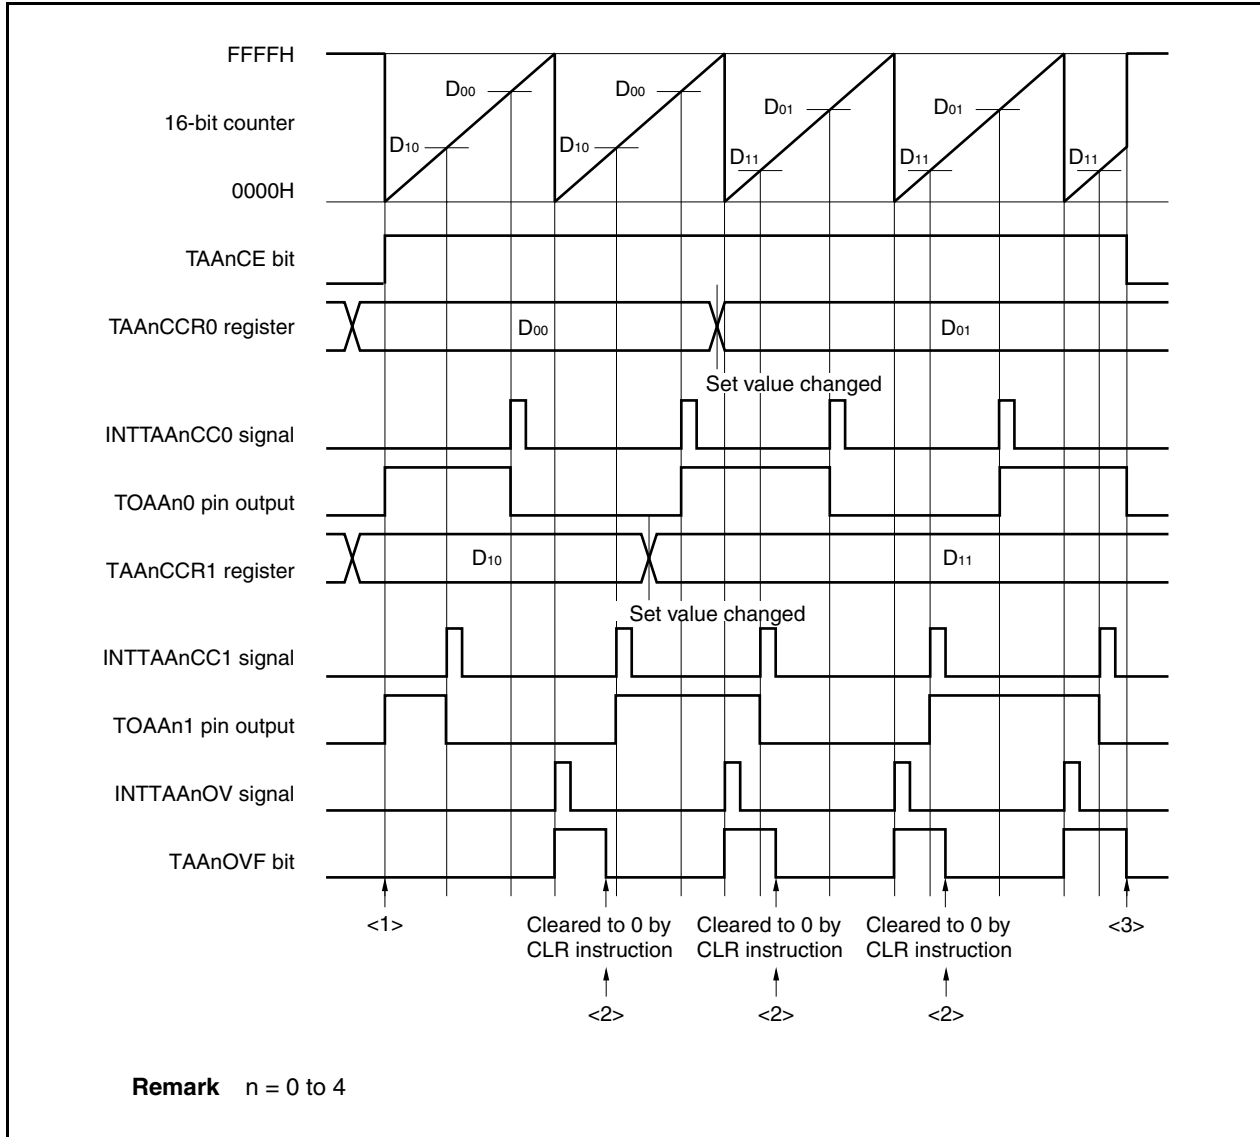 FFFFH
D00 D00 D01 D01
16-bit counter
D10 D10 D11 D11 D11
0000H
TAAnCE bit
TAAnCCR0 register D00 D01
Set value changed
INTTAAnCC0 signal
TOAAn0 pin output
TAAnCCR1 register D10 D11
Set value changed
INTTAAnCC1 signal
TOAAn1 pin output
INTTAAnOV signal
TAAnOVF bit
<1> Cleared to 0 by Cleared to 0 by Cleared to 0 by <3>
CLR instruction CLR instruction CLR instruction
<2> <2> <2>
Remark n = 0 to 4